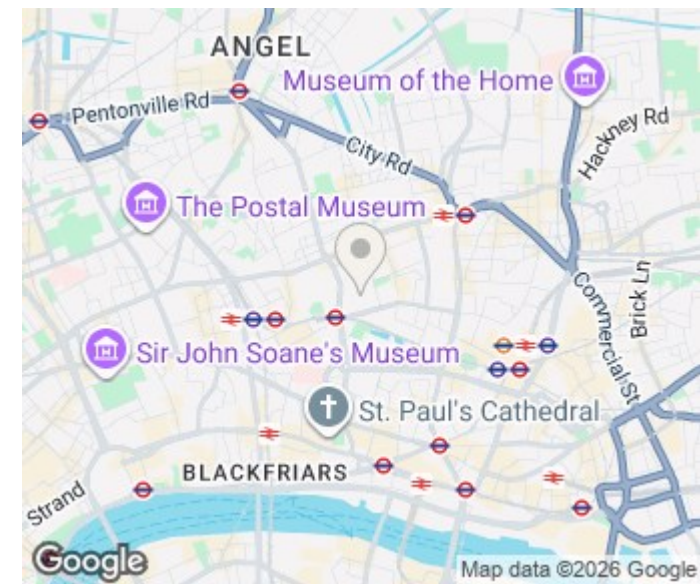 ANGEL
Museum of the Home
Pentonville Rd
Hackney Rd
City Rd
The Postal Museum
Commercial St
Brick Ln
Sir John Soane's Museum
St. Paul's Cathedral
BLACKFRIARS
Strand
Google
Map data ©2026 Google